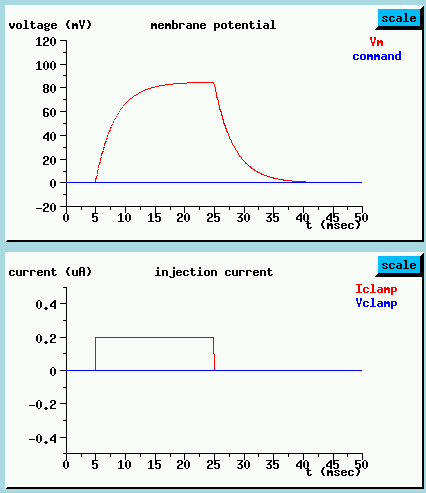 scale
voltage (mV) membrane potential
Vm
command
120
100
80
60
40
20
0
-20
0 5 10 15 20 25 30 35 40 45 50
t (msec)
scale
current (uA) injection current
Iclamp
Vclamp
0.4
0.2
0
-0.2
-0.4
0 5 10 15 20 25 30 35 40 45 50
t (msec)